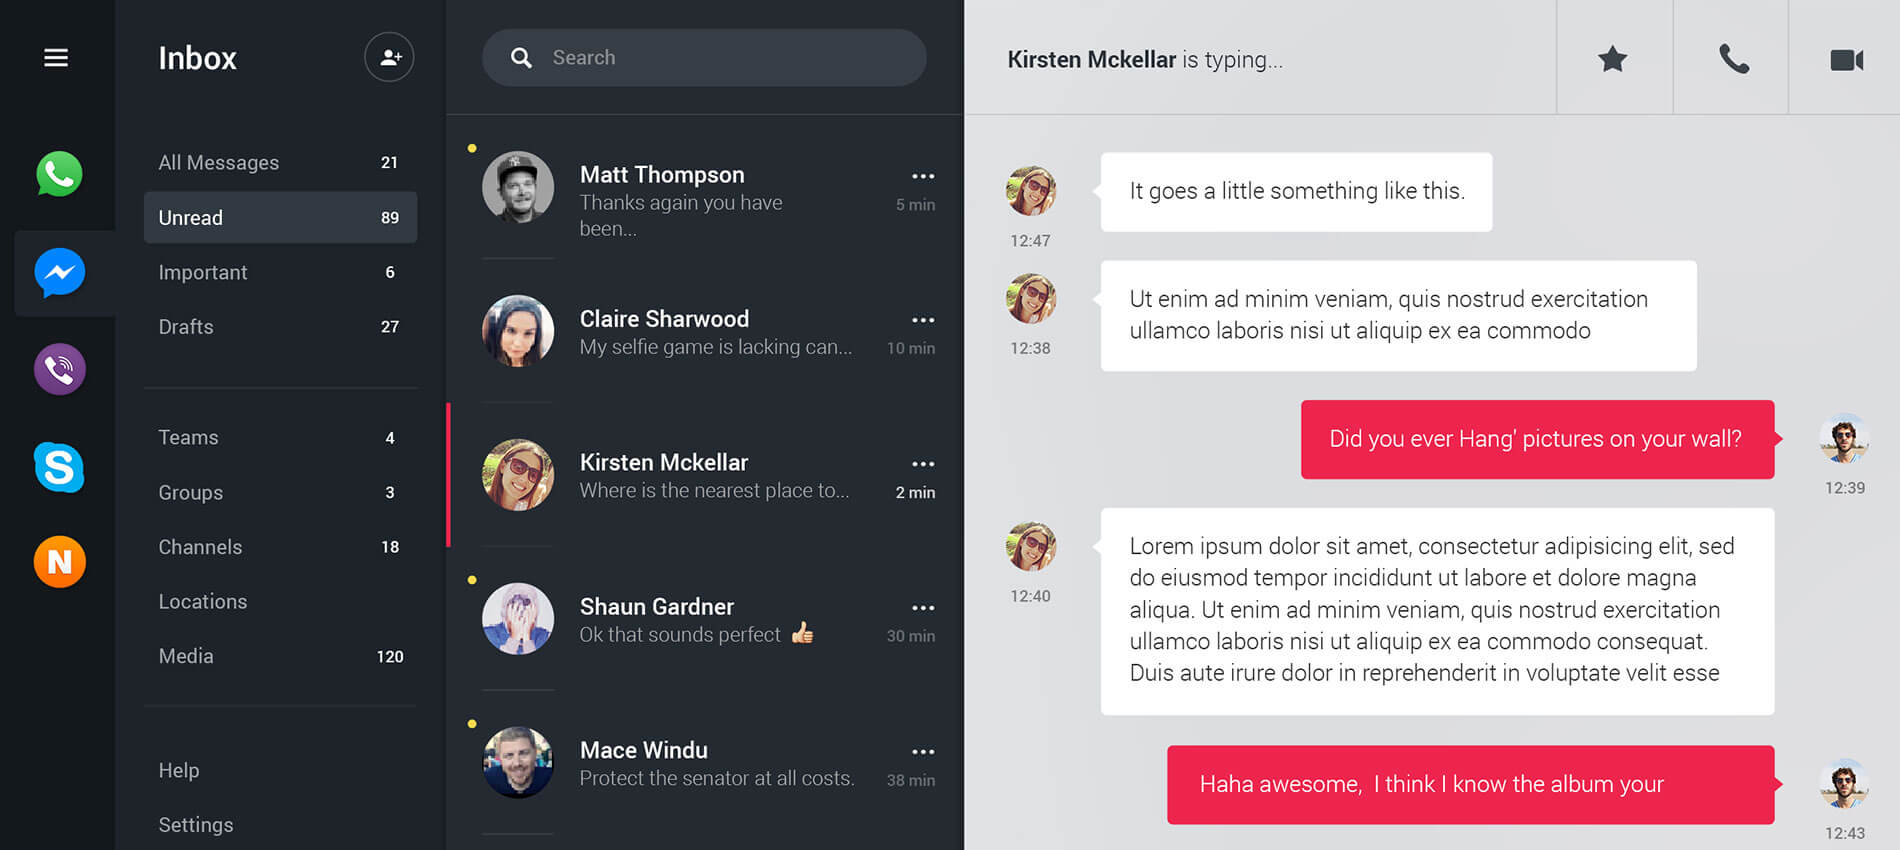 Inbox
All Messages 21
Unread 89
Important 6
Drafts 27
Teams 4
Groups 3
Channels 18
Locations
Media 120
Help
Settings
S
N
Search
Matt Thompson
Thanks again you have
been...
5 min
Claire Sharwood
My selfie game is lacking can...
10 min
Kirsten Mckellar
Where is the nearest place to...
2 min
Shaun Gardner
Ok that sounds perfect 👍
30 min
Mace Windu
Protect the senator at all costs.
38 min
Kirsten Mckellar is typing...
It goes a little something like this.
12:47
Ut enim ad minim veniam, quis nostrud exercitation
ullamco laboris nisi ut aliquip ex ea commodo
12:38
Did you ever Hang' pictures on your wall?
12:39
Lorem ipsum dolor sit amet, consectetur adipisicing elit, sed
do eiusmod tempor incididunt ut labore et dolore magna
aliqua. Ut enim ad minim veniam, quis nostrud exercitation
ullamco laboris nisi ut aliquip ex ea commodo consequat.
Duis aute irure dolor in reprehenderit in voluptate velit esse
12:40
Haha awesome,  I think I know the album your
12:43